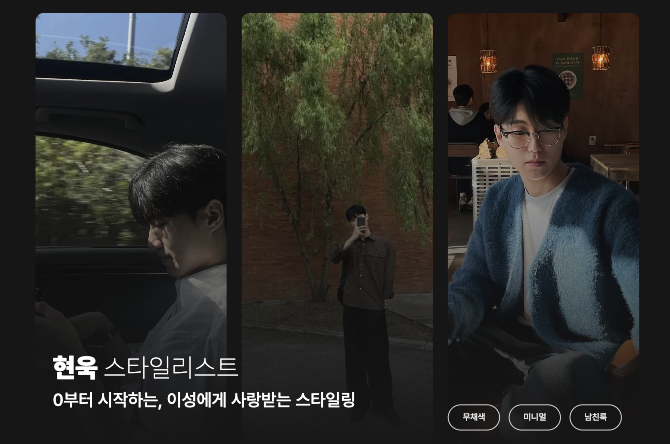 현욱 스타일리스트
0부터 시작하는, 이성에게 사랑받는 스타일링
무채색
미니멀
남친룩